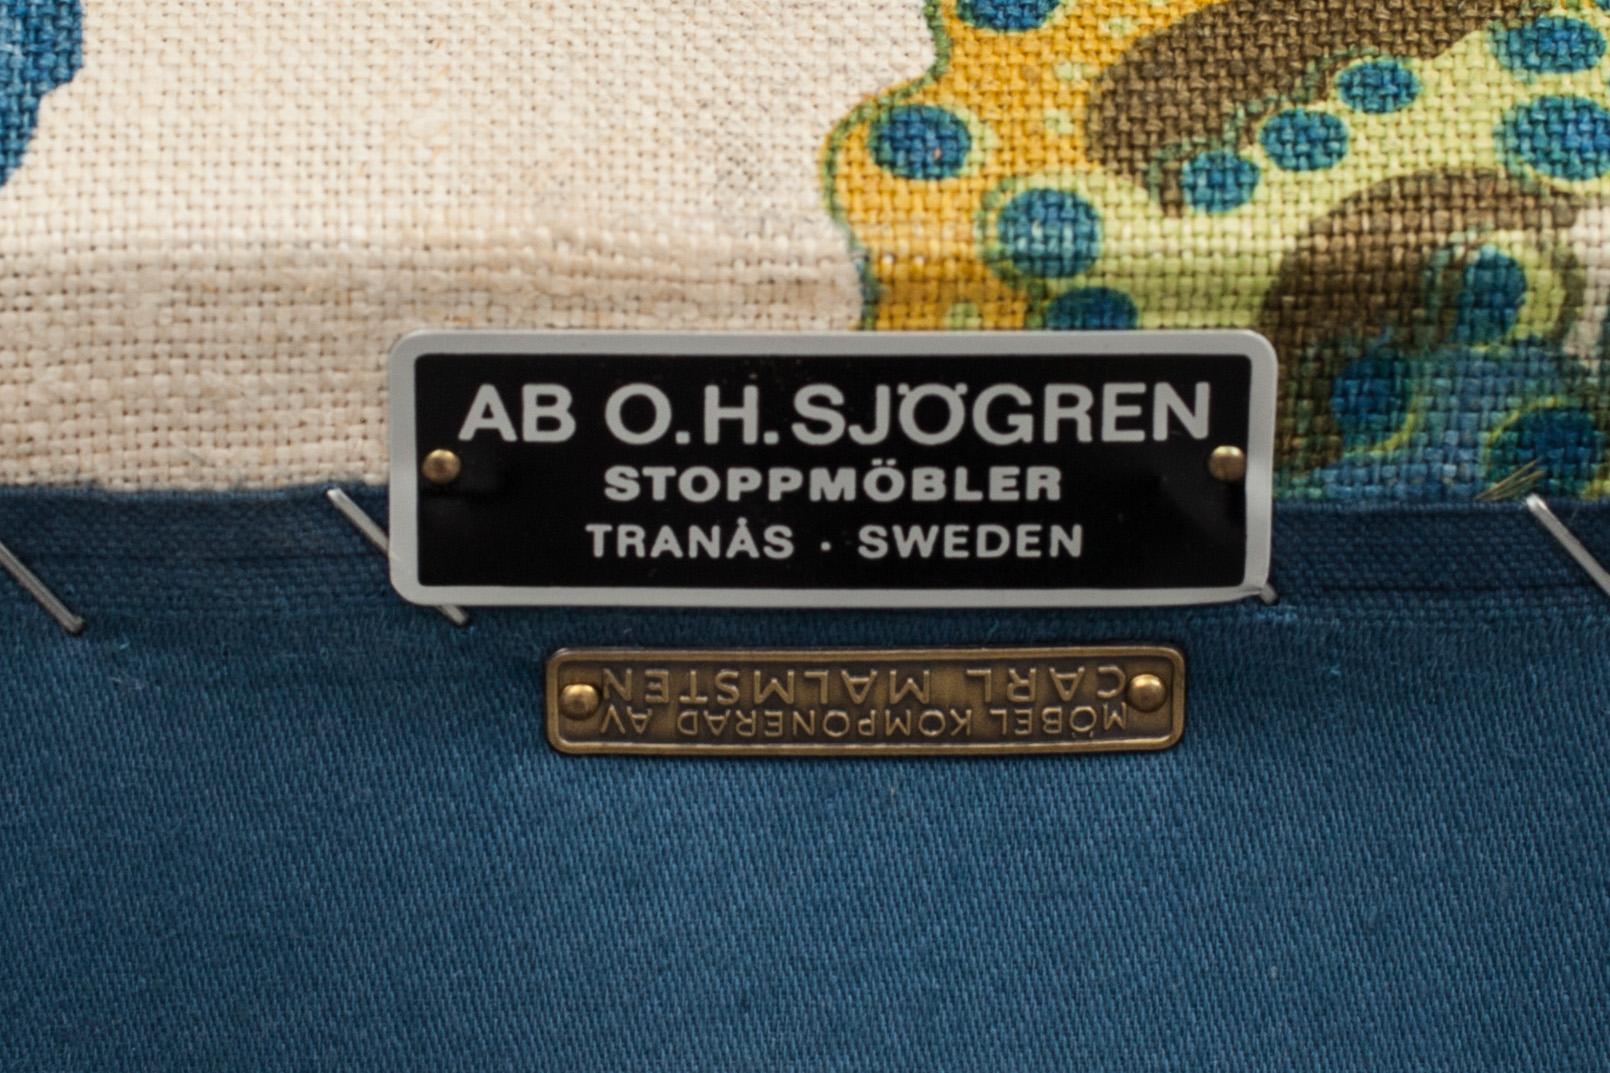 AB O.H.SJÖGREN
STOPPMÖBLER
TRANÅS · SWEDEN
MÖBEL KOMPONERAD AV
CARL MALMSTEN